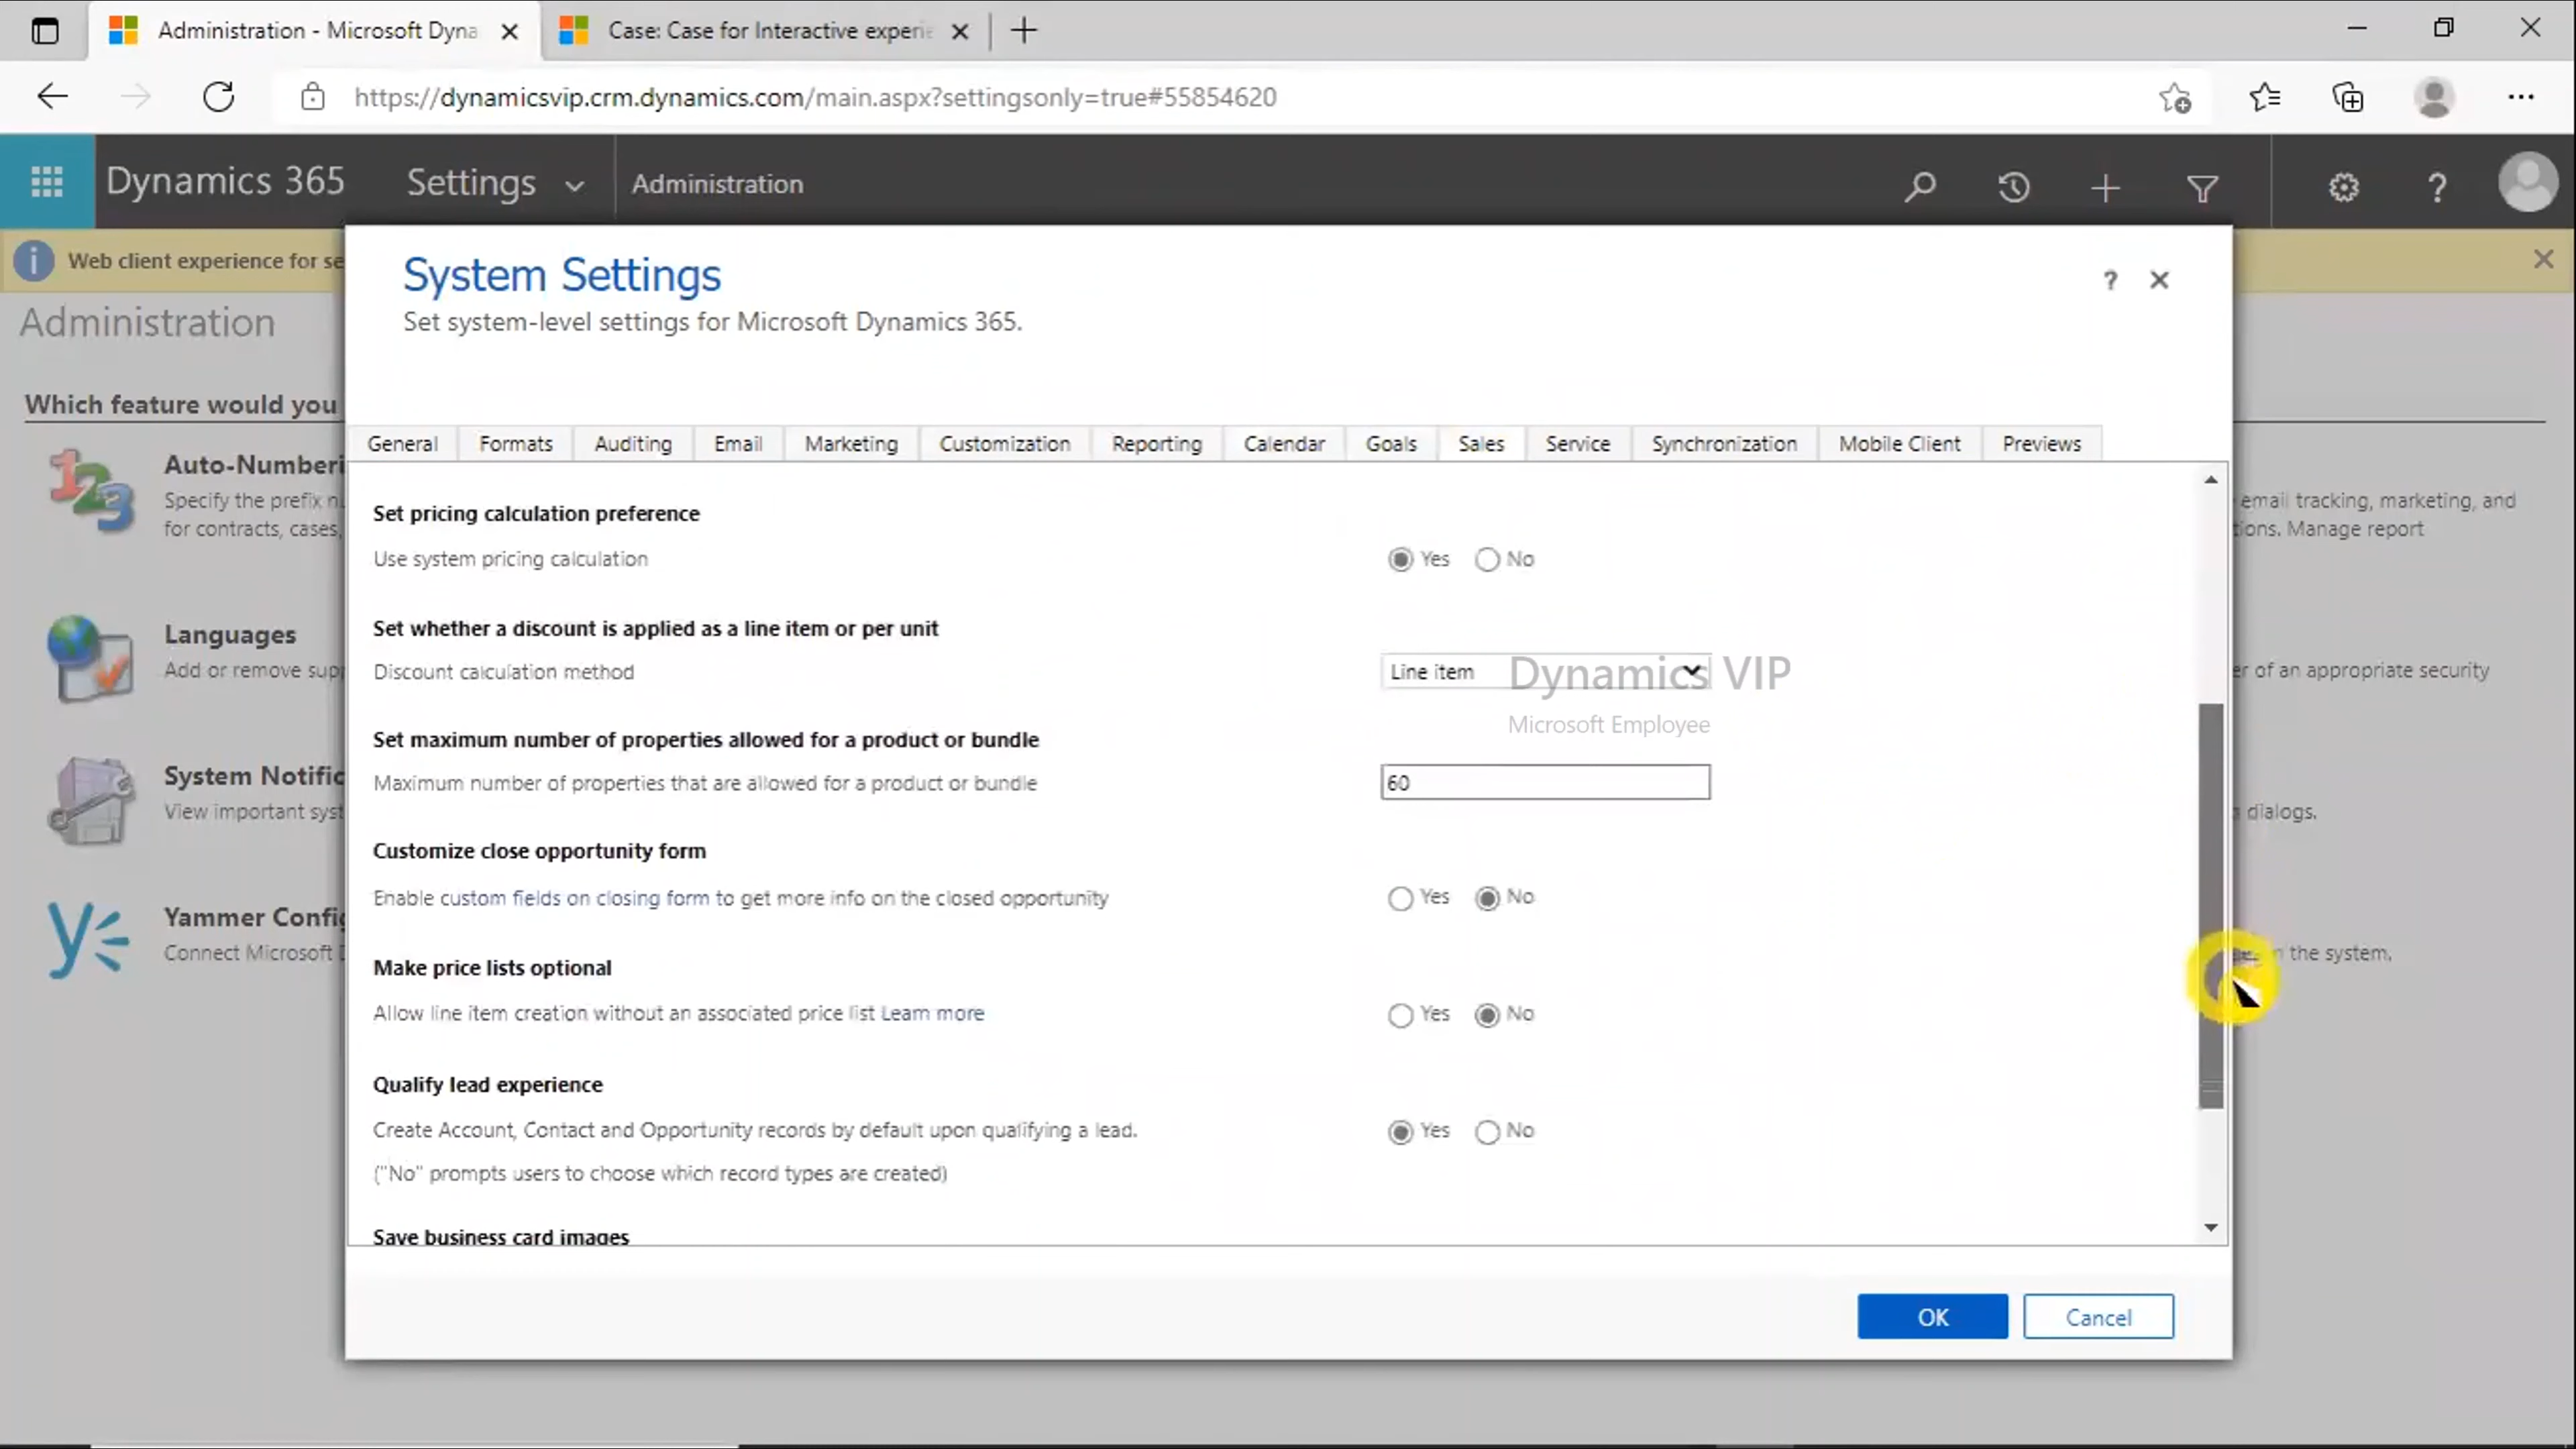 Administration - Microsoft Dyna
Case: Case for Interactive experie
https://dynamicsvip.crm.dynamics.com/main.aspx?settingsonly=true#55854620
Dynamics 365
Settings
Administration
Web client experience for se
Administration
Which feature would you
Auto-Numberi
Specify the prefix nu
for contracts, cases,
Languages
Add or remove supp
System Notific
View important syst
Yammer Config
Connect Microsoft D
System Settings
Set system-level settings for Microsoft Dynamics 365.
General Formats Auditing Email Marketing Customization Reporting Calendar Goals Sales Service Synchronization Mobile Client Previews
Set pricing calculation preference
Use system pricing calculation Yes No
Set whether a discount is applied as a line item or per unit
Discount calculation method Line item
Dynamics VIP
Microsoft Employee
Set maximum number of properties allowed for a product or bundle
Maximum number of properties that are allowed for a product or bundle 60
Customize close opportunity form
Enable custom fields on closing form to get more info on the closed opportunity Yes No
Make price lists optional
Allow line item creation without an associated price list Learn more Yes No
Qualify lead experience
Create Account, Contact and Opportunity records by default upon qualifying a lead. Yes No
("No" prompts users to choose which record types are created)
Save business card images
OK Cancel
email tracking, marketing, and
ions. Manage report
er of an appropriate security
dialogs.
the system.